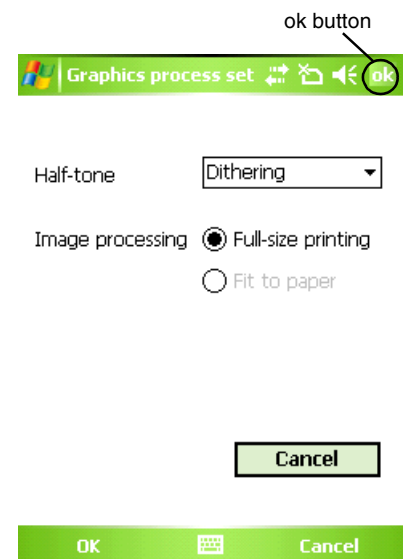 ok button
Graphics process set ok
Half-tone Dithering
Image processing Full-size printing
Fit to paper
Cancel
OK Cancel